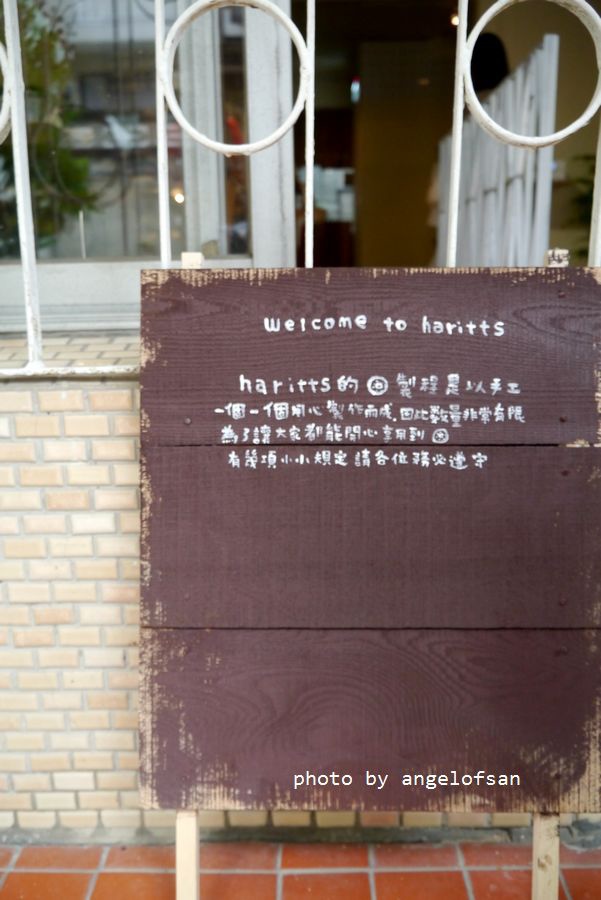 welcome to haritts
haritts的◎製程是以手工
一個一個用心製作而成,因此數量非常有限
為了讓大家都能開心享用到◎
有幾項小小規定請各位務必遵守
photo by angelofsan